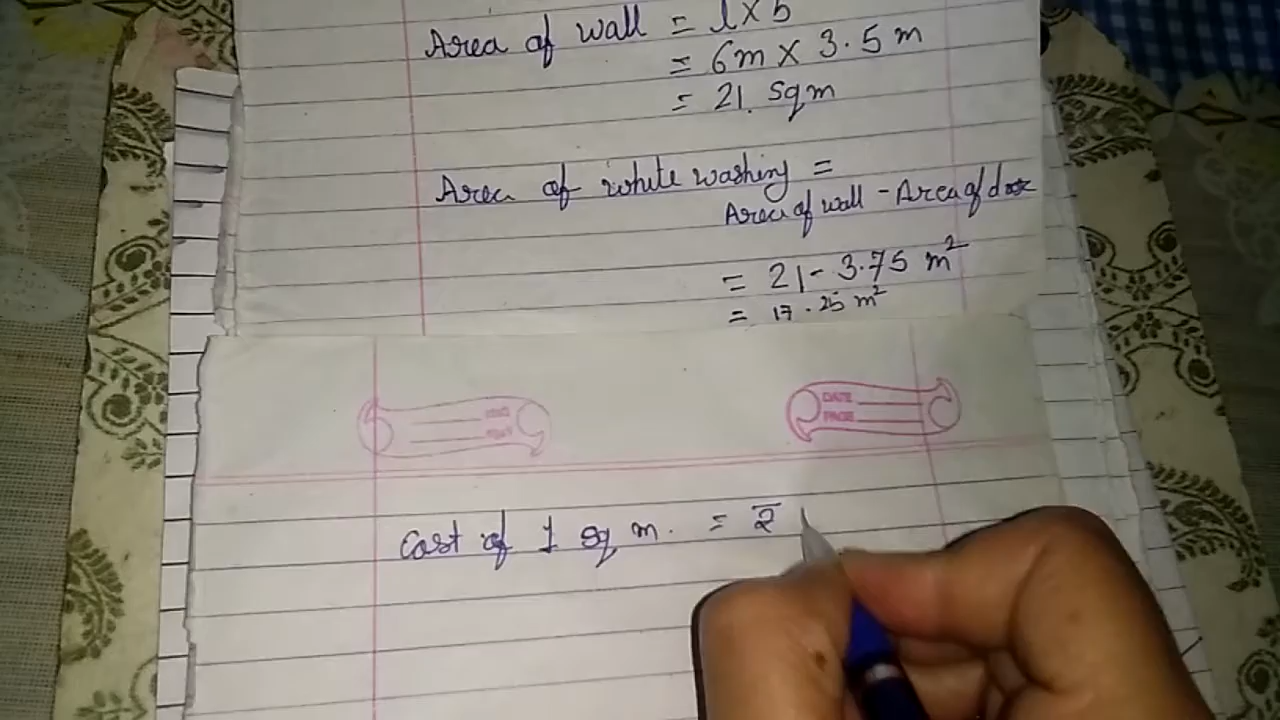 Area of wall = l x b
= 6m x 3.5 m
= 21. sqm
Area of white washing =
Area of wall - Area of door
= 21 - 3.75 m²
= 17.25 m²
DATE
PAGE
Cost of 1 sq m. = ₹